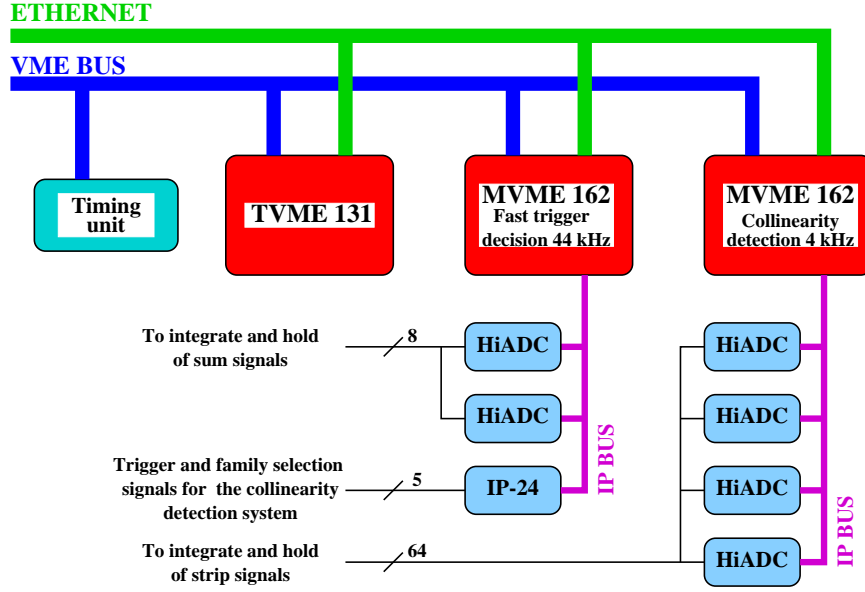 ETHERNET
VME BUS
Timing
unit
TVME 131
MVME 162
Fast trigger
decision 44 kHz
MVME 162
Collinearity
detection 4 kHz
To integrate and hold
of sum signals
8
HiADC
HiADC
HiADC
HiADC
Trigger and family selection
signals for the collinearity
detection system
5
IP-24
IP BUS
HiADC
To integrate and hold
of strip signals
64
HiADC
IP BUS